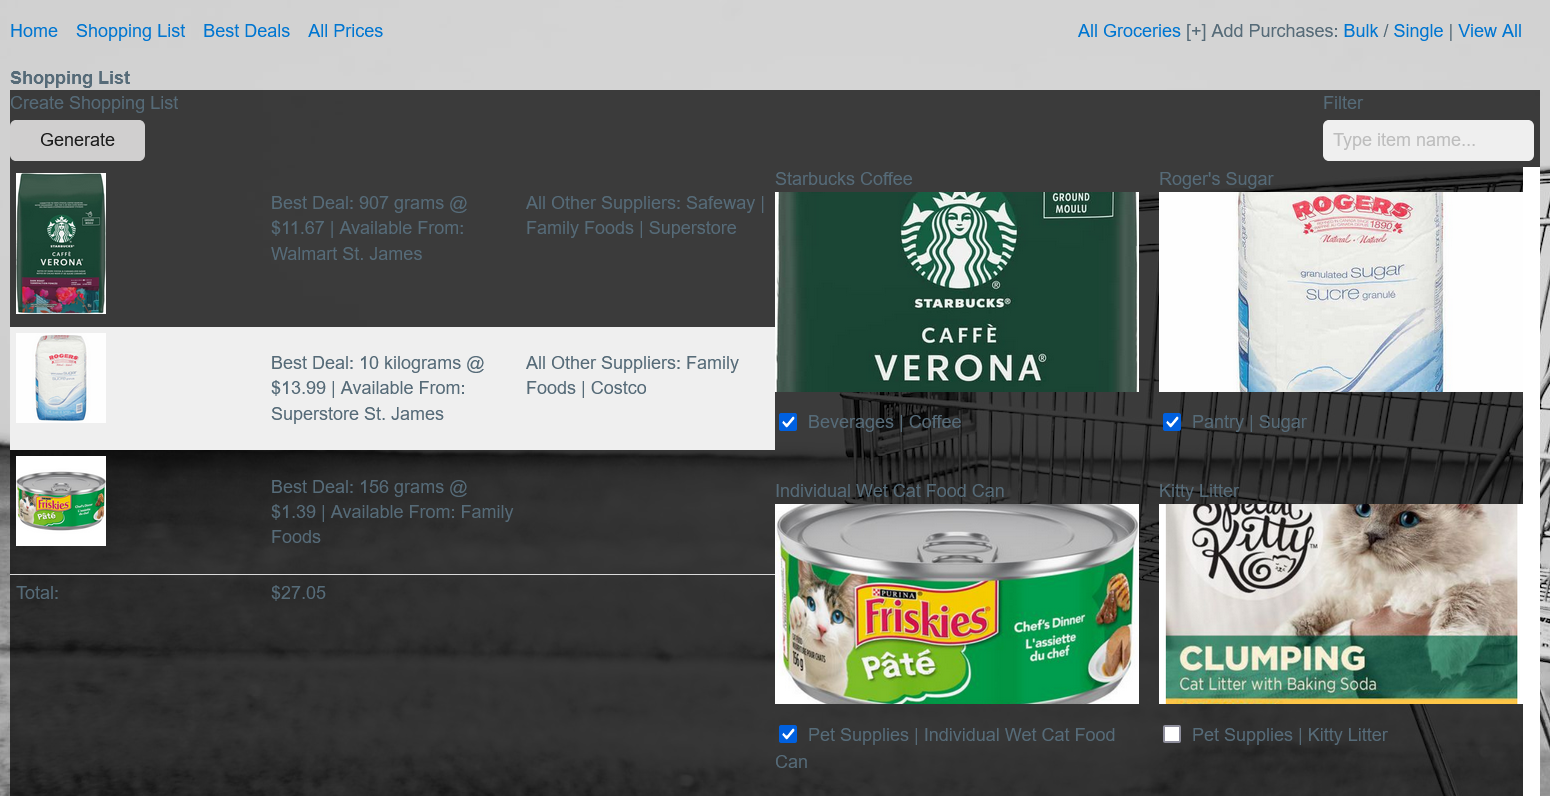 Home Shopping List Best Deals All Prices
All Groceries [+] Add Purchases: Bulk / Single | View All
Shopping List
Create Shopping List
Filter
Generate
Type item name...
STARBUCKS
CAFFÈ
VERONA
Best Deal: 907 grams @
$11.67 | Available From:
Walmart St. James
All Other Suppliers: Safeway |
Family Foods | Superstore
ROGERS
Best Deal: 10 kilograms @
$13.99 | Available From:
Superstore St. James
All Other Suppliers: Family
Foods | Costco
Friskies
Pâté
Best Deal: 156 grams @
$1.39 | Available From: Family
Foods
Total: $27.05
Starbucks Coffee
GROUND
MOULU
STARBUCKS®
CAFFÈ
VERONA®
Beverages | Coffee
Roger's Sugar
ROGERS
1890
Natural • Naturel
granulated sugar
sucre granulé
Pantry | Sugar
Individual Wet Cat Food Can
PURINA
Friskies
Chef's Dinner
L'assiette
du chef
Pâté
156 g
Pet Supplies | Individual Wet Cat Food
Can
Kitty Litter
Special
Kitty™
CLUMPING
Cat Litter with Baking Soda
Pet Supplies | Kitty Litter